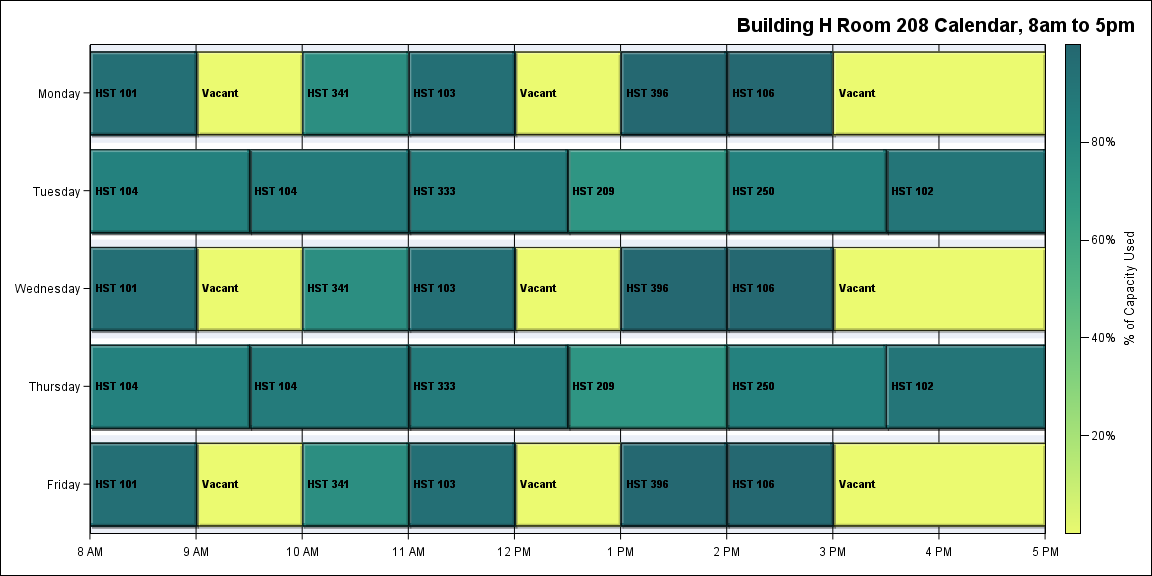 Building H Room 208 Calendar, 8am to 5pm
Monday
HST 101
Vacant
HST 341
HST 103
Vacant
HST 396
HST 106
Vacant
Tuesday
HST 104
HST 104
HST 333
HST 209
HST 250
HST 102
Wednesday
HST 101
Vacant
HST 341
HST 103
Vacant
HST 396
HST 106
Vacant
Thursday
HST 104
HST 104
HST 333
HST 209
HST 250
HST 102
Friday
HST 101
Vacant
HST 341
HST 103
Vacant
HST 396
HST 106
Vacant
8 AM
9 AM
10 AM
11 AM
12 PM
1 PM
2 PM
3 PM
4 PM
5 PM
80%
60%
40%
20%
% of Capacity Used